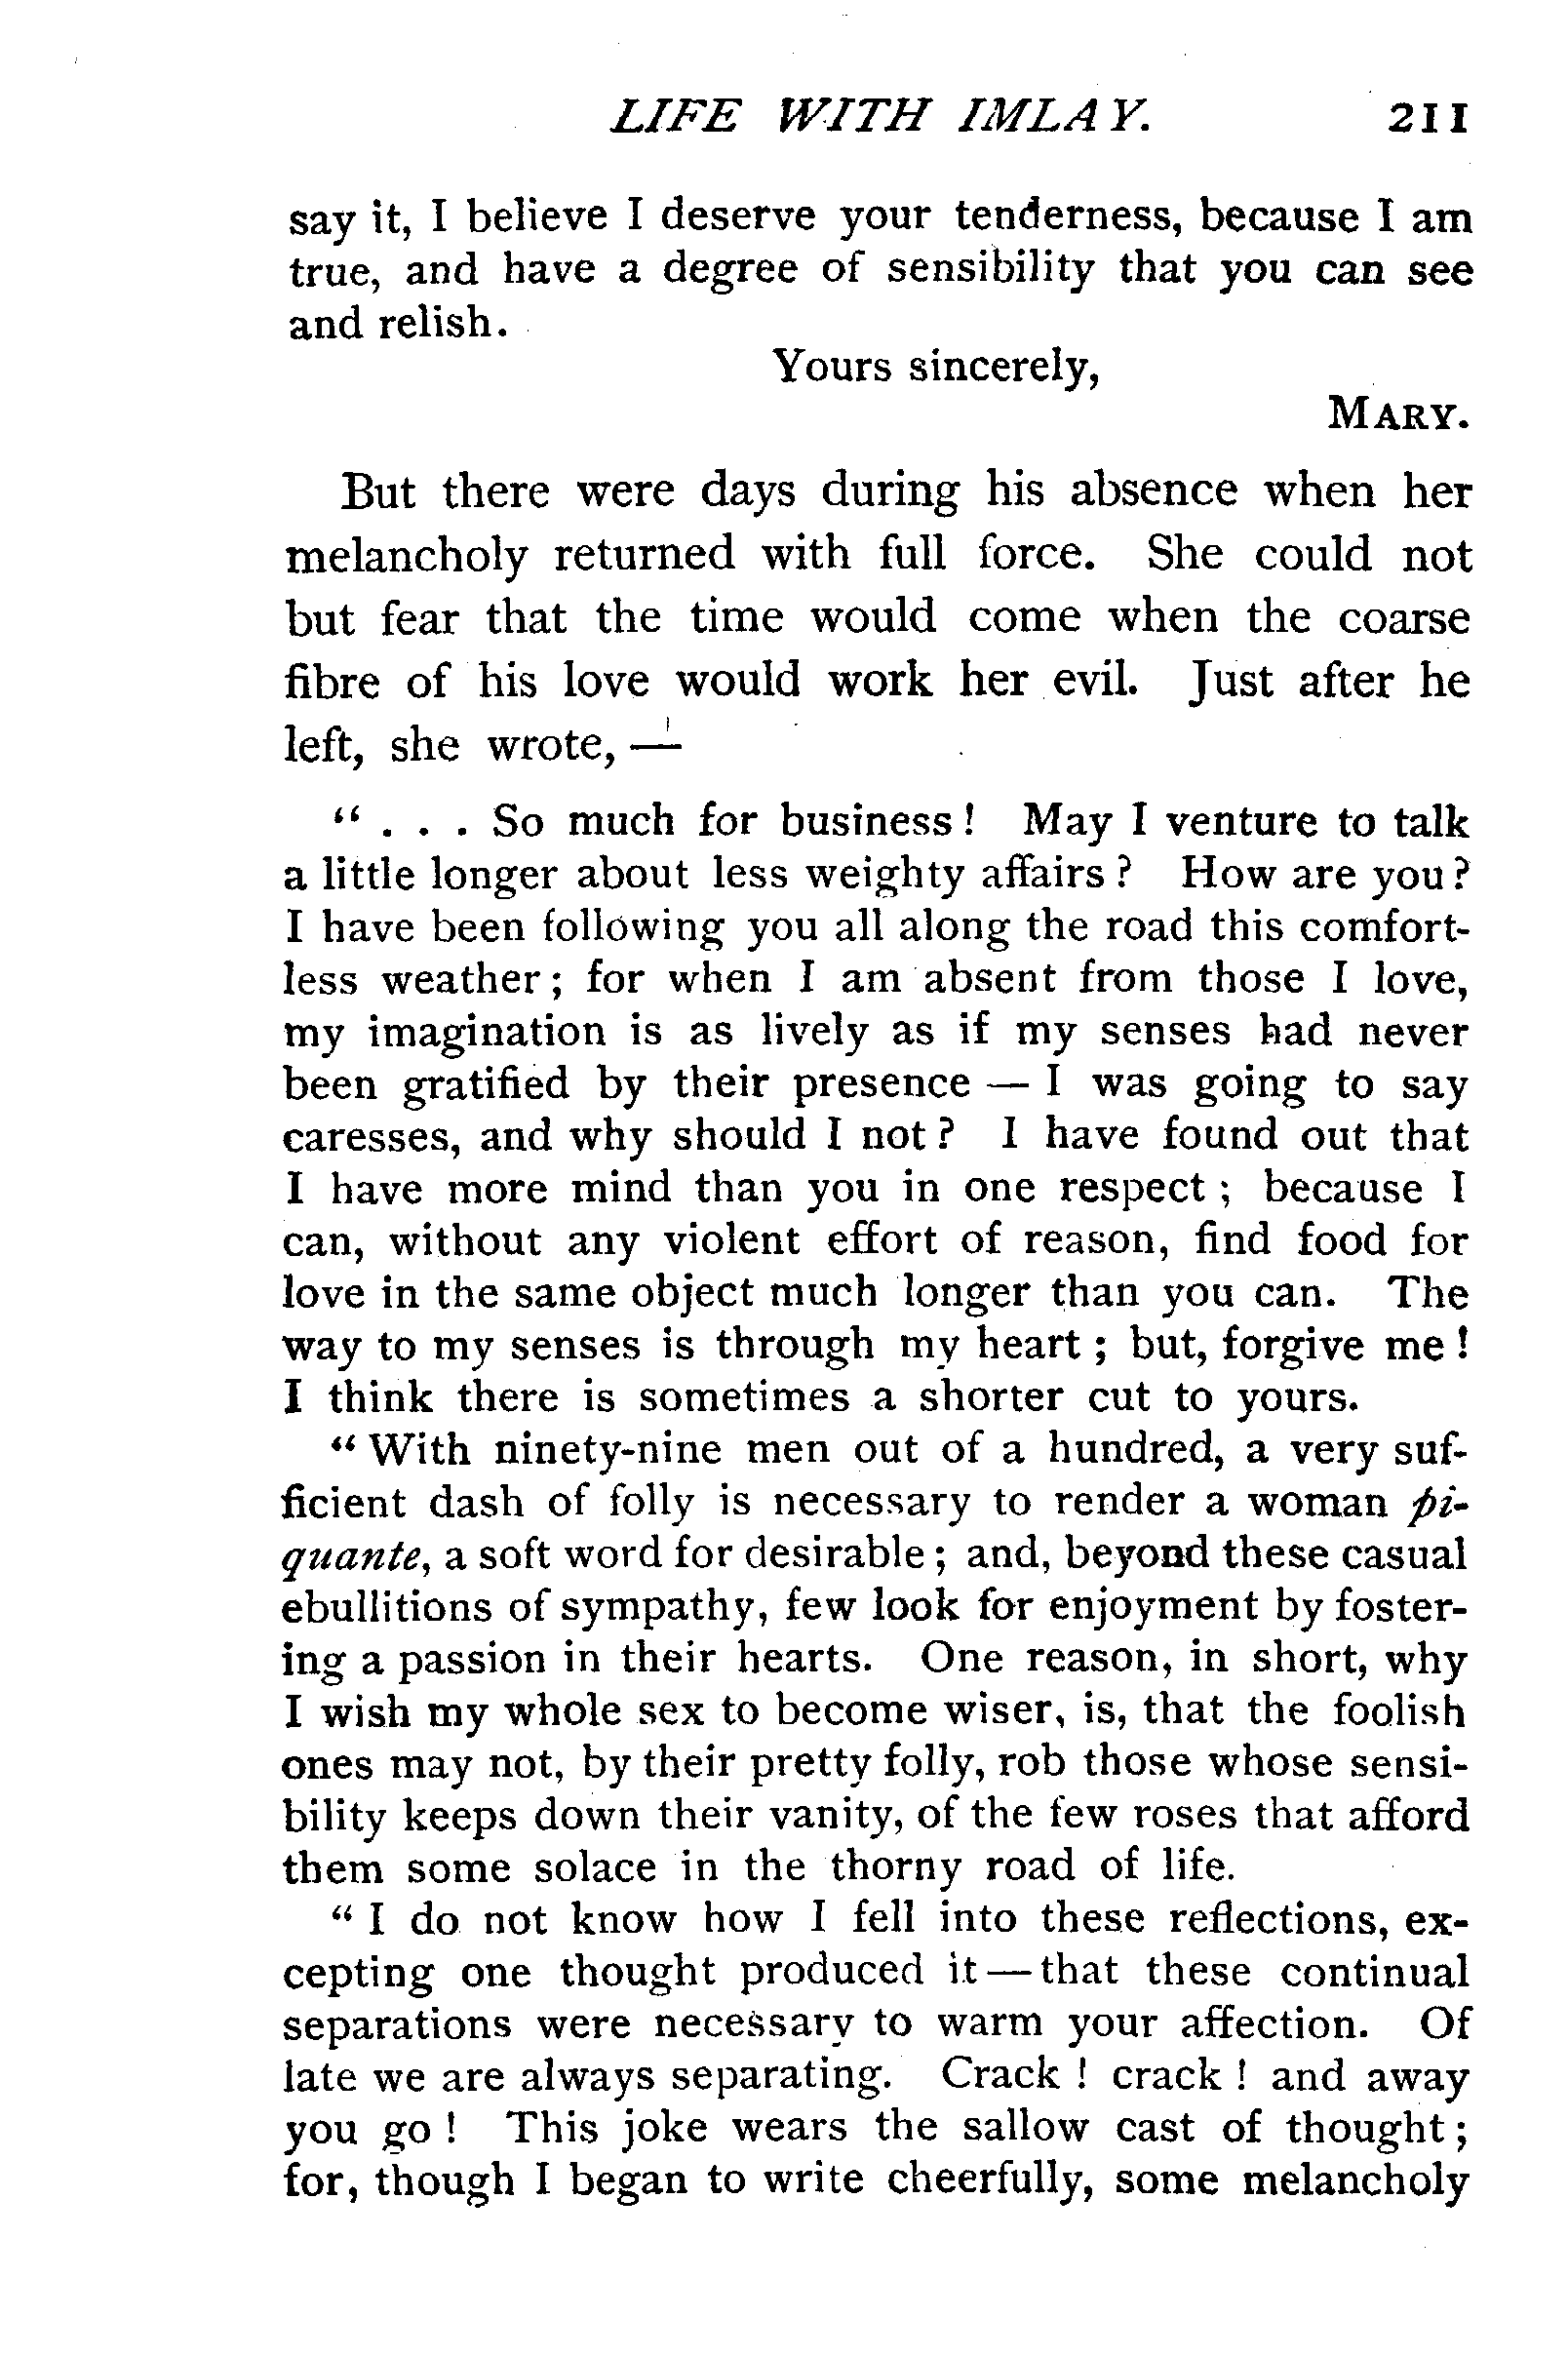 LIFE WITH IMLAY. 211
say it, I believe I deserve your tenderness, because I am
true, and have a degree of sensibility that you can see
and relish.
Yours sincerely,
MARY.
But there were days during his absence when her
melancholy returned with full force. She could not
but fear that the time would come when the coarse
fibre of his love would work her evil. Just after he
left, she wrote, —
“ . . . So much for business ! May I venture to talk
a little longer about less weighty affairs ? How are you ?
I have been following you all along the road this comfort-
less weather ; for when I am absent from those I love,
my imagination is as lively as if my senses had never
been gratified by their presence — I was going to say
caresses, and why should I not ? I have found out that
I have more mind than you in one respect ; because I
can, without any violent effort of reason, find food for
love in the same object much longer than you can. The
way to my senses is through my heart ; but, forgive me !
I think there is sometimes a shorter cut to yours.
“ With ninety-nine men out of a hundred, a very suf-
ficient dash of folly is necessary to render a woman pi-
quante, a soft word for desirable ; and, beyond these casual
ebullitions of sympathy, few look for enjoyment by foster-
ing a passion in their hearts. One reason, in short, why
I wish my whole sex to become wiser, is, that the foolish
ones may not, by their pretty folly, rob those whose sensi-
bility keeps down their vanity, of the few roses that afford
them some solace in the thorny road of life.
“ I do not know how I fell into these reflections, ex-
cepting one thought produced it — that these continual
separations were necessary to warm your affection. Of
late we are always separating. Crack ! crack ! and away
you go ! This joke wears the sallow cast of thought ;
for, though I began to write cheerfully, some melancholy